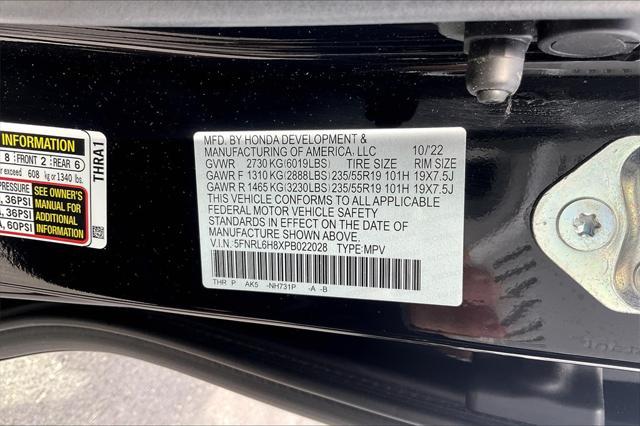 INFORMATION
8 FRONT 2 REAR 6
exceed 608 kg or 1340 lbs.
PRESSURE
, 36PSI
, 36PSI
, 60PSI
SEE OWNER'S
MANUAL FOR
ADDITIONAL
INFORMATION
THRA1
MFD. BY HONDA DEVELOPMENT &
MANUFACTURING OF AMERICA, LLC 10/'22
GVWR 2730 KG(6019LBS) TIRE SIZE RIM SIZE
GAWR F 1310 KG(2888LBS) 235/55R19 101H 19X7.5J
GAWR R 1465 KG(3230LBS) 235/55R19 101H 19X7.5J
THIS VEHICLE CONFORMS TO ALL APPLICABLE
FEDERAL MOTOR VEHICLE SAFETY
STANDARDS IN EFFECT ON THE DATE OF
MANUFACTURE SHOWN ABOVE.
V.I.N. 5FNRL6H8XPB022028 TYPE:MPV
THR P AK5 -NH731P -A -B